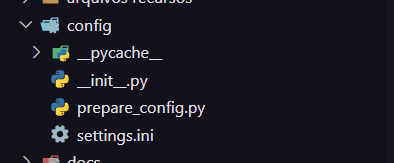 arquivos recursos
config
__pycache__
__init__.py
prepare_config.py
settings.ini
docs